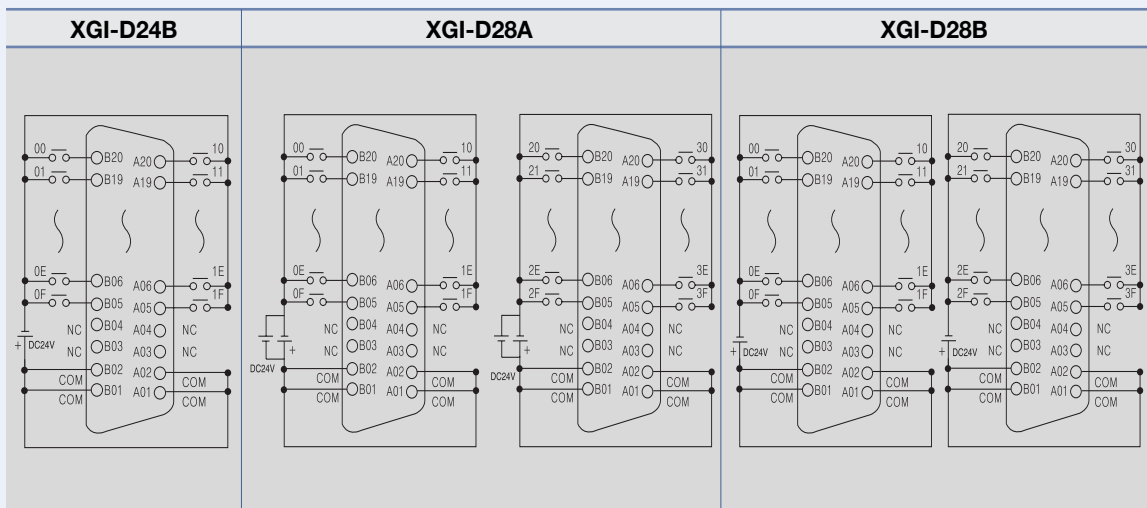 XGI-D24B XGI-D28A XGI-D28B
00 B20 A20 10
01 B19 A19 11
0E B06 A06 1E
0F B05 A05 1F
NC B04 A04 NC
NC B03 A03 NC
+ DC24V
COM B02 A02 COM
COM B01 A01 COM
00 B20 A20 10
01 B19 A19 11
0E B06 A06 1E
0F B05 A05 1F
NC B04 A04 NC
NC B03 A03 NC
+
DC24V
COM B02 A02 COM
COM B01 A01 COM
20 B20 A20 30
21 B19 A19 31
2E B06 A06 3E
2F B05 A05 3F
NC B04 A04 NC
NC B03 A03 NC
+
DC24V
COM B02 A02 COM
COM B01 A01 COM
00 B20 A20 10
01 B19 A19 11
0E B06 A06 1E
0F B05 A05 1F
NC B04 A04 NC
NC B03 A03 NC
+ DC24V
COM B02 A02 COM
COM B01 A01 COM
20 B20 A20 30
21 B19 A19 31
2E B06 A06 3E
2F B05 A05 3F
NC B04 A04 NC
NC B03 A03 NC
+ DC24V
COM B02 A02 COM
COM B01 A01 COM